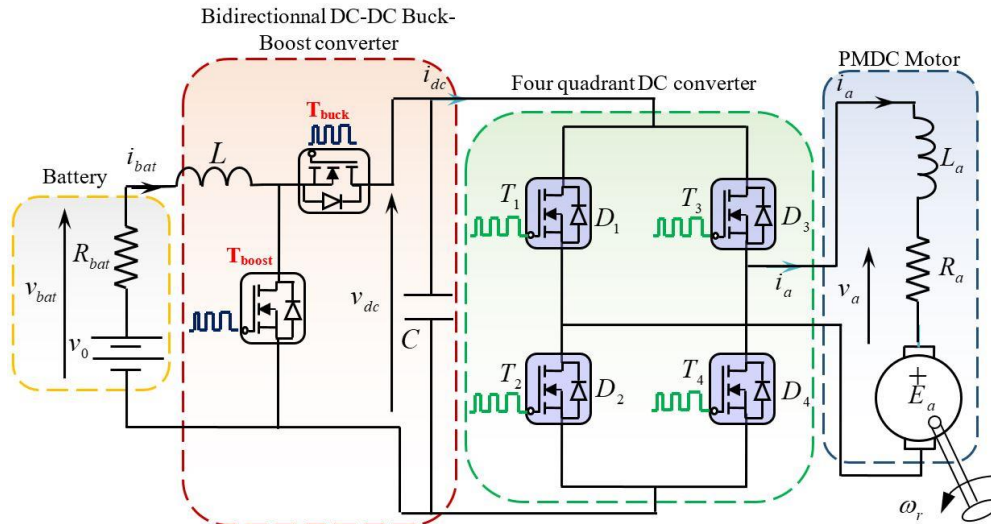 Bidirectionnal DC-DC Buck-
Boost converter
PMDC Motor
i_dc
Four quadrant DC converter
i_a
T_buck
i_bat
L
L_a
Battery
T_1
D_1
T_3
D_3
R_bat
T_boost
i_a
R_a
v_bat
v_dc
v_a
v_0
C
T_2
D_2
T_4
D_4
+
E_a
ω_r